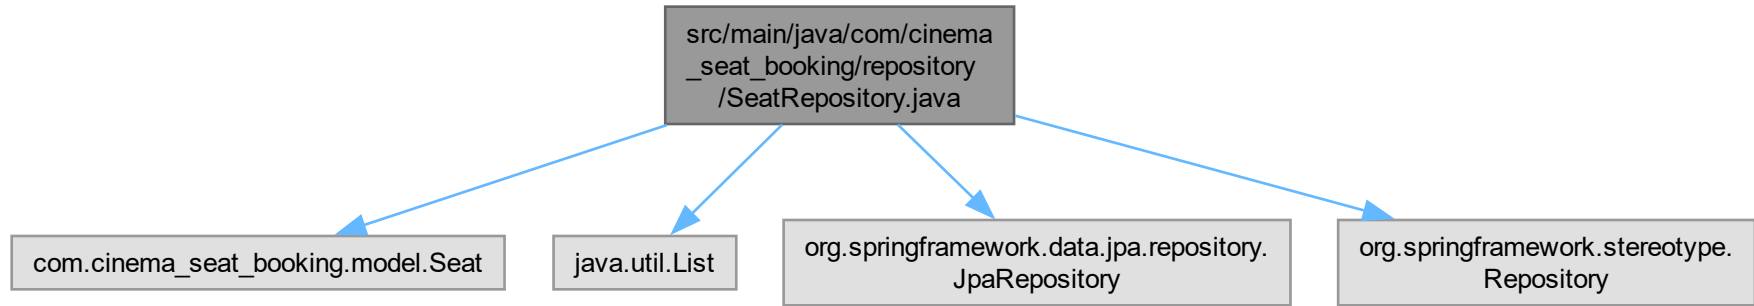 src/main/java/com/cinema
_seat_booking/repository
/SeatRepository.java
com.cinema_seat_booking.model.Seat
java.util.List
org.springframework.data.jpa.repository.
JpaRepository
org.springframework.stereotype.
Repository